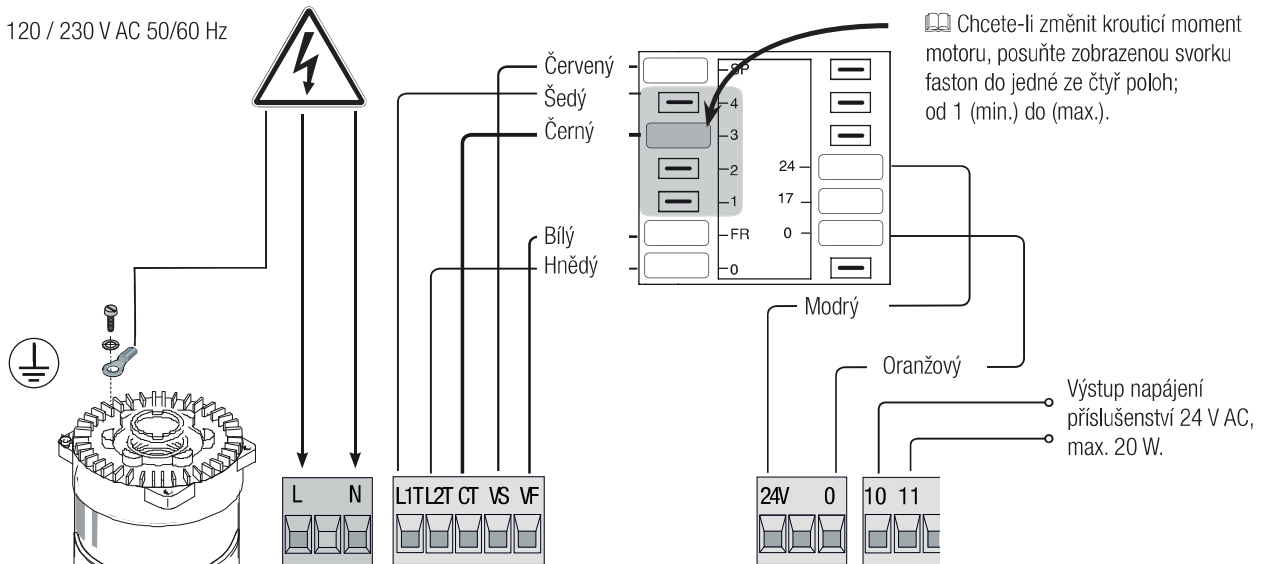 120 / 230 V AC 50/60 Hz
Chcete-li změnit krouticí moment
motoru, posuňte zobrazenou svorku
faston do jedné ze čtyř poloh;
od 1 (min.) do (max.).
Červený
Šedý
Černý
Bílý
Hnědý
SP
4
3
2
1
FR
0
24
17
0
Modrý
Oranžový
Výstup napájení
příslušenství 24 V AC,
max. 20 W.
L N
L1T L2T CT VS VF
24V 0
10 11